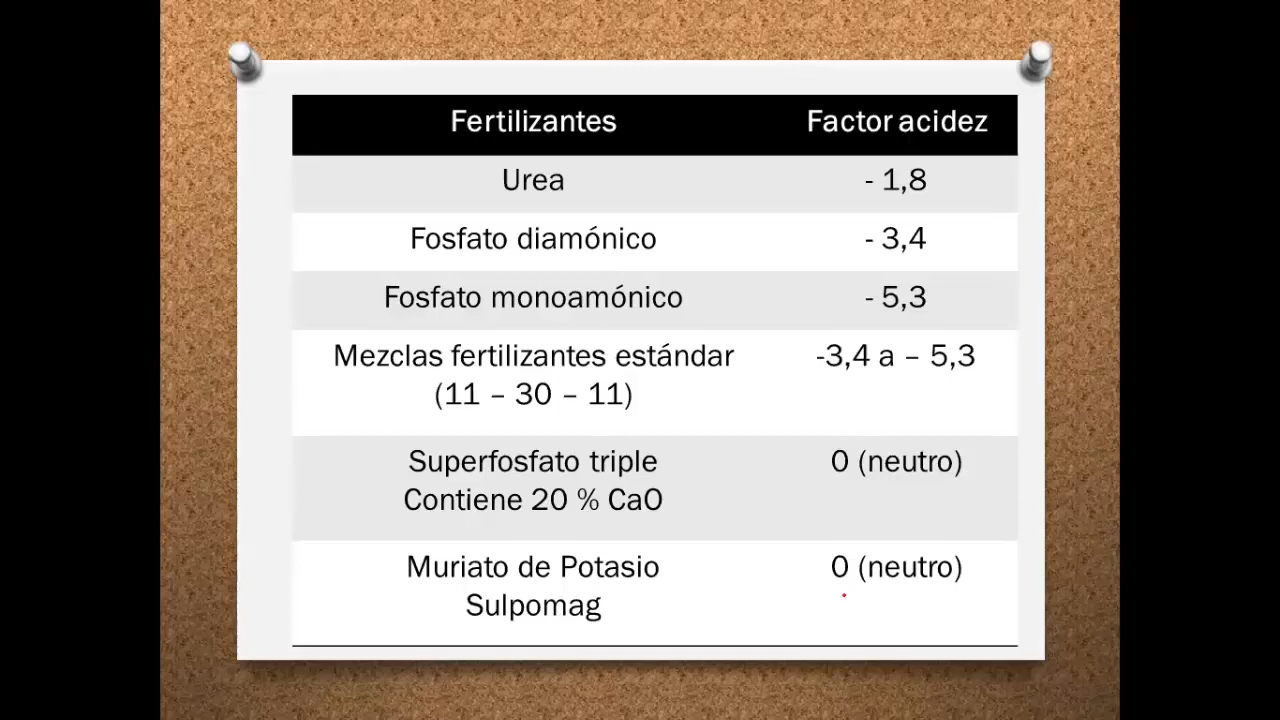 Fertilizantes Factor acidez
Urea - 1,8
Fosfato diamónico - 3,4
Fosfato monoamónico - 5,3
Mezclas fertilizantes estándar -3,4 a – 5,3
(11 – 30 – 11)
Superfosfato triple 0 (neutro)
Contiene 20 % CaO
Muriato de Potasio 0 (neutro)
Sulpomag